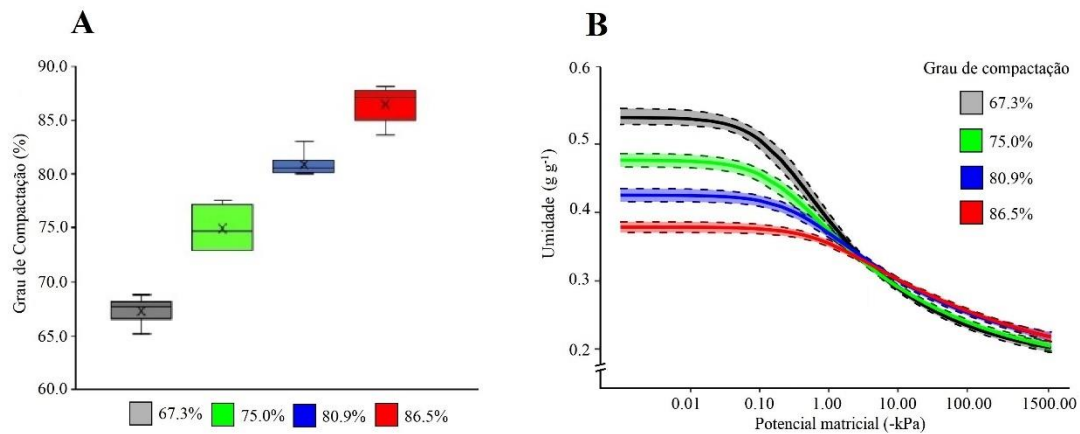 A
Grau de Compactação (%)
90.0
85.0
80.0
75.0
70.0
65.0
60.0
67.3% 75.0% 80.9% 86.5%
B
Umidade (g g⁻¹)
0.6
0.5
0.4
0.3
0.2
Grau de compactação
67.3%
75.0%
80.9%
86.5%
0.01 0.10 1.00 10.00 100.00 1500.00
Potencial matricial (-kPa)